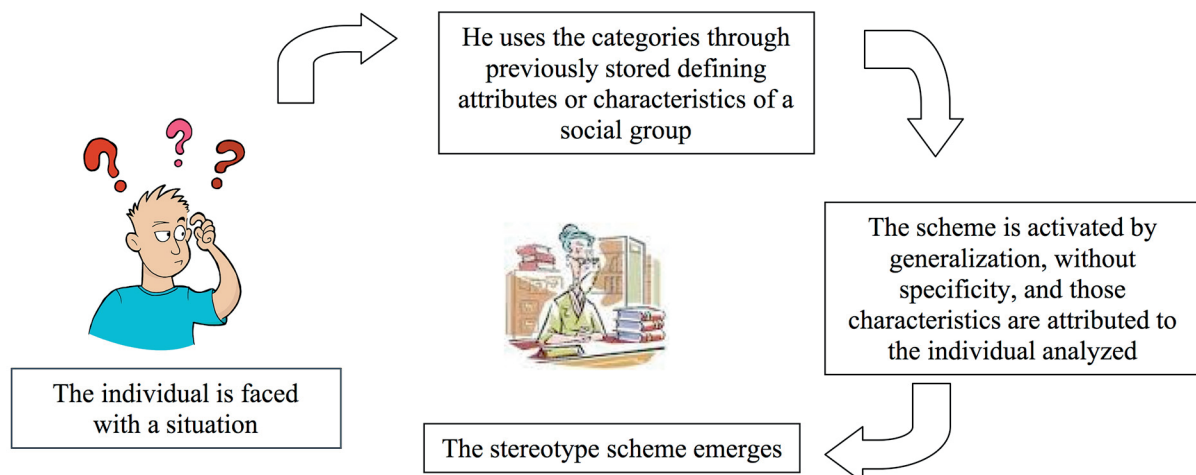 He uses the categories through
previously stored defining
attributes or characteristics of a
social group
The scheme is activated by
generalization, without
specificity, and those
characteristics are attributed to
the individual analyzed
The individual is faced
with a situation
The stereotype scheme emerges